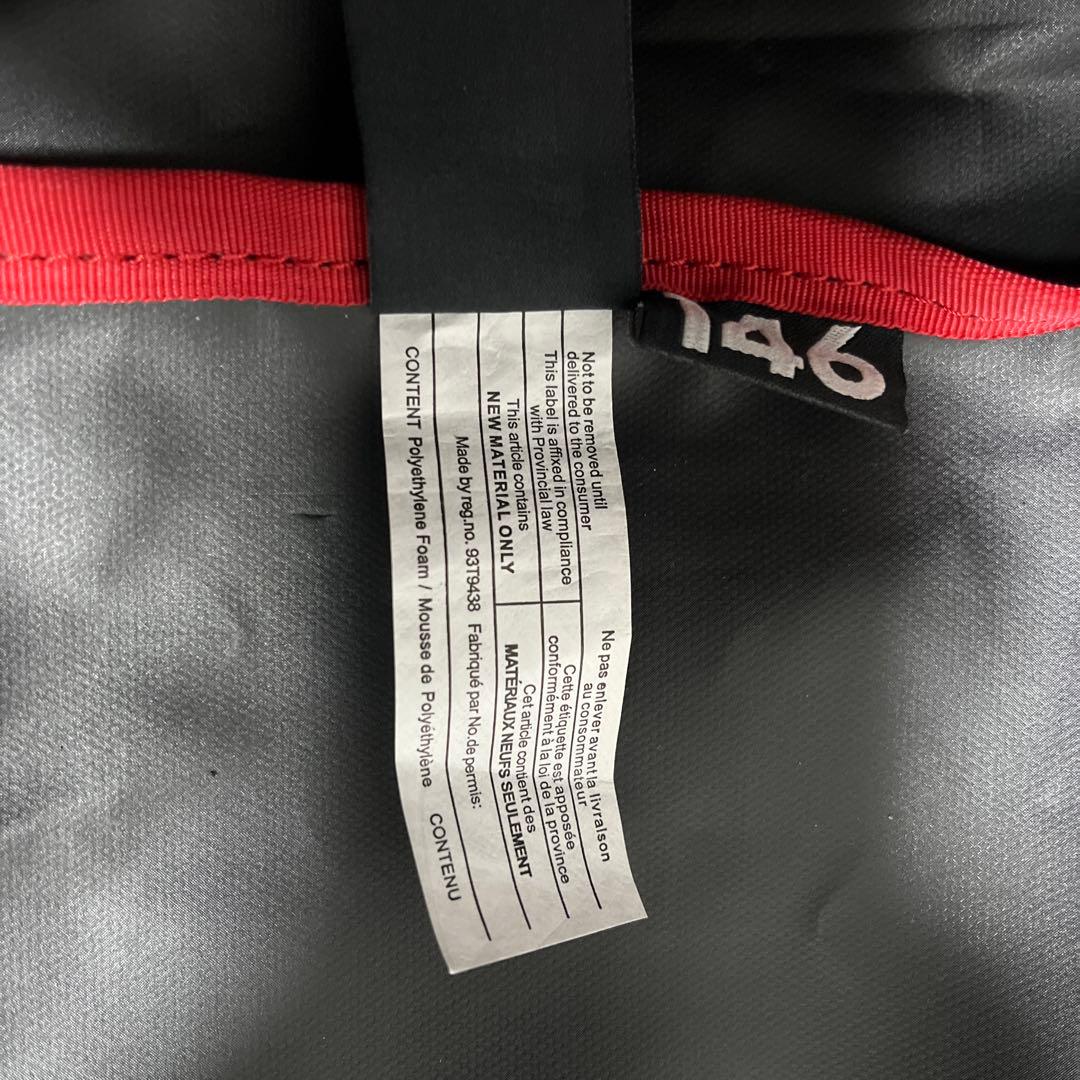 Not to be removed until
delivered to the consumer
Ne pas enlever avant la livralson
au consommateur
This label is affixed in compliance
with Provincial law
Cette étiquette est apposée
conformément à la loi de la province
This article contains
NEW MATERIAL ONLY
Cet article contient des
MATÉRIAUX NEUFS SEULEMENT
Made by reg.no. 93T9438 Fabriqué par No.de permis:
CONTENT Polyethylene Foam / Mousse de Polyéthylène CONTENU
146